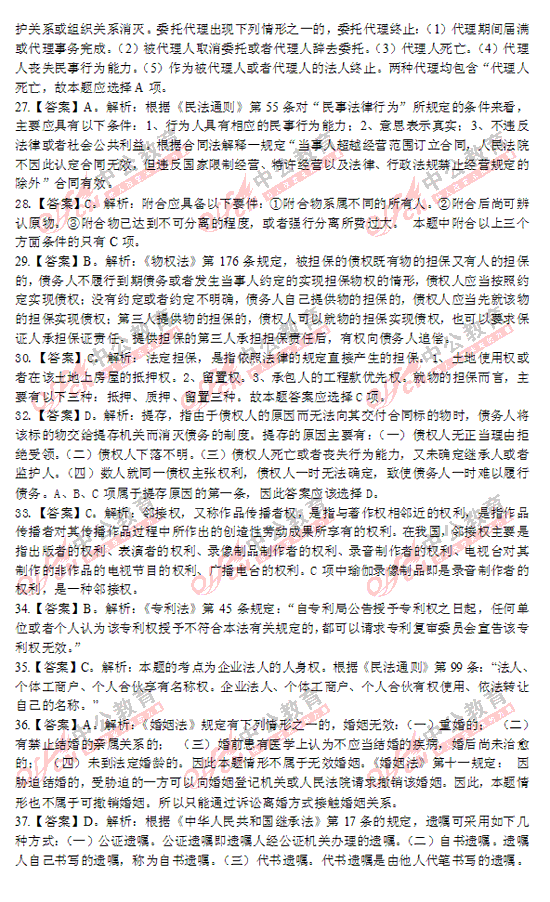 护关系或组织关系消灭。委托代理出现下列情形之一的，委托代理终止：（1）代理期间届满
或代理事务完成。（2）被代理人取消委托或者代理人辞去委托。（3）代理人死亡。（4）代理
人丧失民事行为能力。（5）作为被代理人或者代理人的法人终止。两种代理均包含“代理人
死亡，故本题应选择 A 项。
27.【答案】A。解析：根据《民法通则》第 55 条对“民事法律行为”所规定的条件来看，
主要应具有以下条件：1、行为人具有相应的民事行为能力；2、意思表示真实；3、不违反
法律或者社会公共利益；根据合同法解释一规定“当事人超越经营范围订立合同，人民法院
不因此认定合同无效，但违反国家限制经营、特许经营以及法律、行政法规禁止经营规定的
除外”合同有效。
28.【答案】C。解析：附合应具备以下要件：①附合物系属不同的所有人。②附合后尚可辨
认原物。③附合物已达到不可分离的程度，或者强行分离所费过大。 本题中附合以上三个
方面条件的只有 C 项。
29.【答案】B。解析：《物权法》第 176 条规定，被担保的债权既有物的担保又有人的担保
的，债务人不履行到期债务或者发生当事人约定的实现担保物权的情形，债权人应当按照约
定实现债权；没有约定或者约定不明确，债务人自己提供物的担保的，债权人应当先就该物
的担保实现债权；第三人提供物的担保的，债权人可以就物的担保实现债权，也可以要求保
证人承担保证责任。提供担保的第三人承担担保责任后，有权向债务人追偿。
30.【答案】C。解析：法定担保，是指依照法律的规定直接产生的担保。1、土地使用权或
者在该土地上房屋的抵押权。2、留置权。3、承包人的工程款优先权。就物的担保而言，主
要有以下三种：抵押、质押、留置三种。故本题答案应选择 C 项。
32.【答案】D。解析：提存，指由于债权人的原因而无法向其交付合同标的物时，债务人将
该标的物交给提存机关而消灭债务的制度。提存的原因主要有：（一）债权人无正当理由拒
绝受领。（二）债权人下落不明。（三）债权人死亡或者丧失行为能力，又未确定继承人或者
监护人。（四）数人就同一债权主张权利，债权人一时无法确定，致使债务人一时难以履行
债务。A、B、C 项属于提存原因的第一条，因此答案应该选择 D。
33.【答案】C。解析：邻接权，又称作品传播者权，是指与著作权相邻近的权利，是指作品
传播者对其传播作品过程中所作出的创造性劳动成果所享有的权利。在我国，邻接权主要是
指出版者的权利、表演者的权利、录像制品制作者的权利、录音制作者的权利、电视台对其
制作的非作品的电视节目的权利、广播电台的权利。C 项中瑜伽录像制品即是录音制作者的
权利，是一种邻接权。
34.【答案】B。解析：《专利法》第 45 条规定：“自专利局公告授予专利权之日起，任何单
位或者个人认为该专利权授予不符合本法有关规定的，都可以请求专利复审委员会宣告该专
利权无效。”
35.【答案】C。解析：本题的考点为企业法人的人身权。根据《民法通则》第 99 条：“法人、
个体工商户、个人合伙享有名称权。企业法人、个体工商户、个人合伙有权使用、依法转让
自己的名称。”
36.【答案】A。解析：《婚姻法》规定有下列情形之一的，婚姻无效：（一）重婚的； （二）
有禁止结婚的亲属关系的； （三）婚前患有医学上认为不应当结婚的疾病，婚后尚未治愈
的； （四）未到法定婚龄的。因此本题情形不属于无效婚姻。《婚姻法》第十一规定： 因
胁迫结婚的，受胁迫的一方可以向婚姻登记机关或人民法院请求撤销该婚姻。因此，本题情
形也不属于可撤销婚姻。所以只能通过诉讼离婚方式接触婚姻关系。
37.【答案】D。解析：根据《中华人民共和国继承法》第 17 条的规定，遗嘱可采用如下几
种方式：（一）公证遗嘱。公证遗嘱即遗嘱人经公证机关办理的遗嘱。（二）自书遗嘱。遗嘱
人自己书写的遗嘱，称为自书遗嘱。（三）代书遗嘱。代书遗嘱是由他人代笔书写的遗嘱。